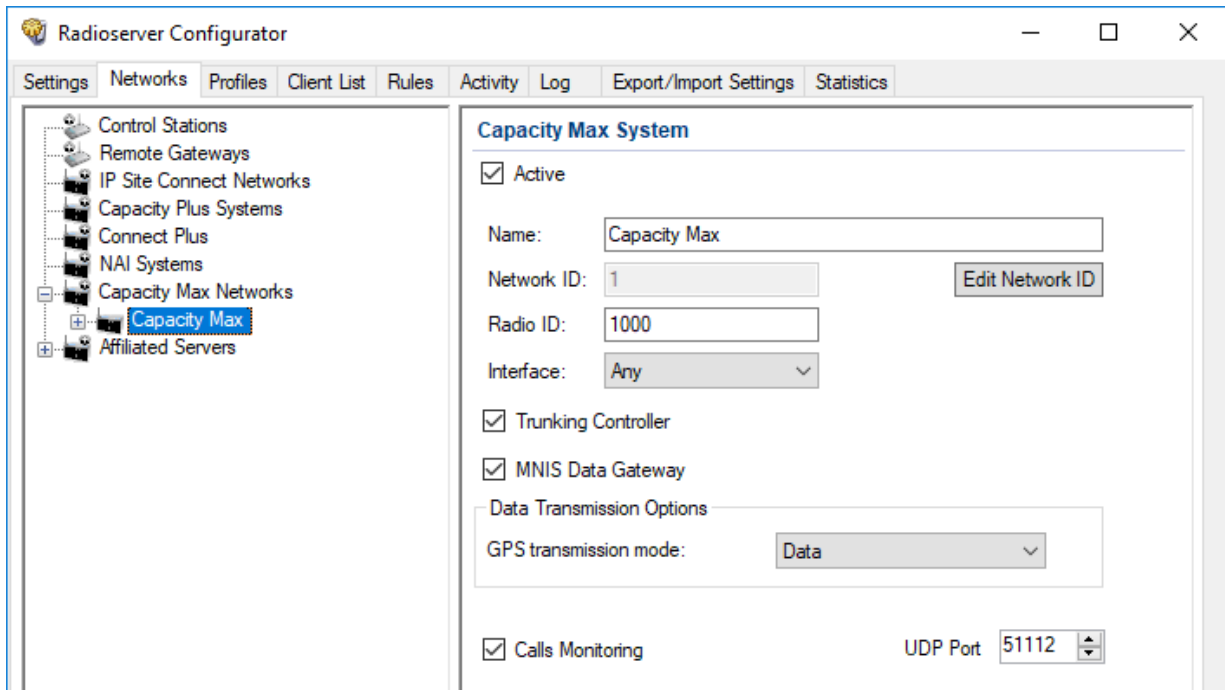 Radioserver Configurator
Settings Networks Profiles Client List Rules Activity Log Export/Import Settings Statistics
Control Stations
Remote Gateways
IP Site Connect Networks
Capacity Plus Systems
Connect Plus
NAI Systems
Capacity Max Networks
Capacity Max
Affiliated Servers
Capacity Max System
Active
Name: Capacity Max
Network ID: 1 Edit Network ID
Radio ID: 1000
Interface: Any
Trunking Controller
MNIS Data Gateway
Data Transmission Options
GPS transmission mode: Data
Calls Monitoring UDP Port 51112